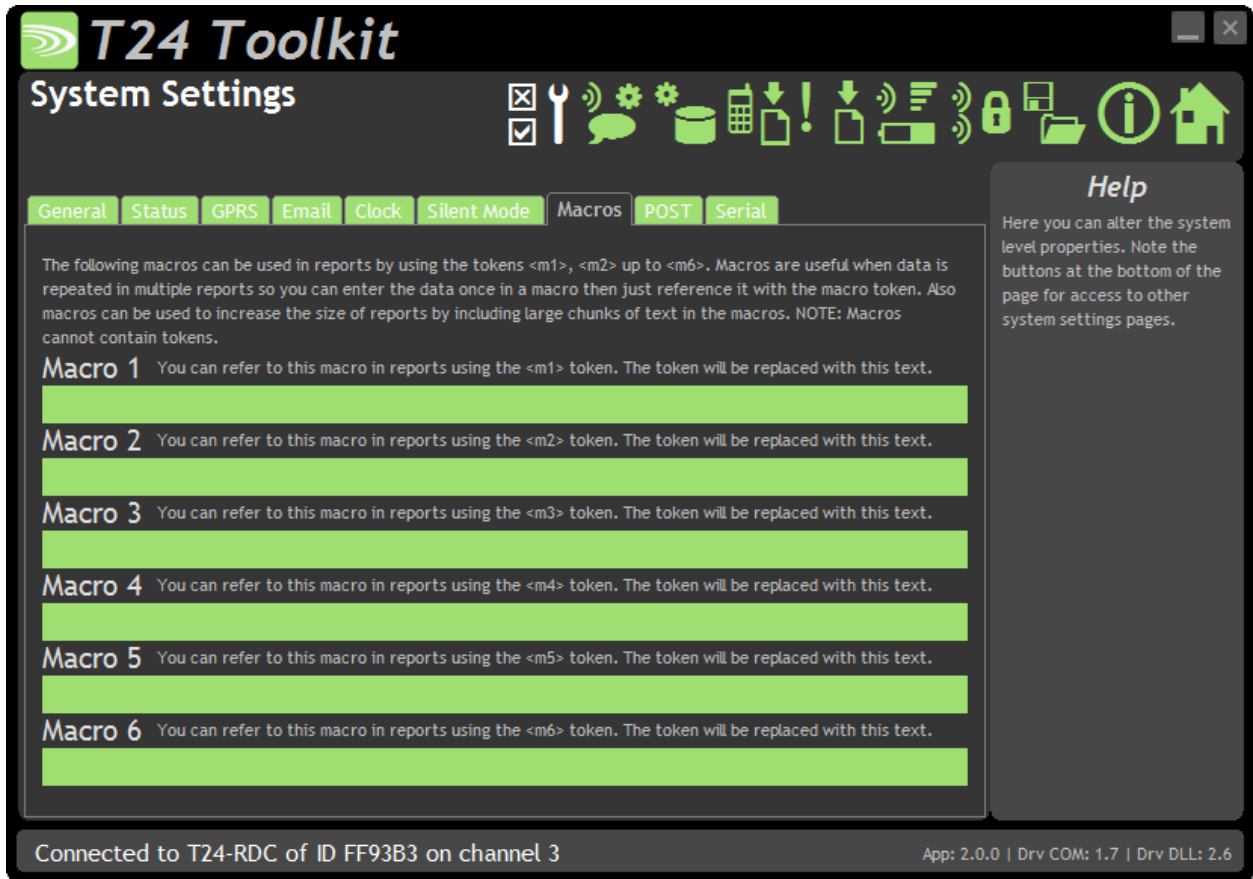 T24 Toolkit
System Settings
General Status GPRS Email Clock Silent Mode Macros POST Serial
The following macros can be used in reports by using the tokens <m1>, <m2> up to <m6>. Macros are useful when data is
repeated in multiple reports so you can enter the data once in a macro then just reference it with the macro token. Also
macros can be used to increase the size of reports by including large chunks of text in the macros. NOTE: Macros
cannot contain tokens.
Macro 1 You can refer to this macro in reports using the <m1> token. The token will be replaced with this text.
Macro 2 You can refer to this macro in reports using the <m2> token. The token will be replaced with this text.
Macro 3 You can refer to this macro in reports using the <m3> token. The token will be replaced with this text.
Macro 4 You can refer to this macro in reports using the <m4> token. The token will be replaced with this text.
Macro 5 You can refer to this macro in reports using the <m5> token. The token will be replaced with this text.
Macro 6 You can refer to this macro in reports using the <m6> token. The token will be replaced with this text.
Help
Here you can alter the system
level properties. Note the
buttons at the bottom of the
page for access to other
system settings pages.
Connected to T24-RDC of ID FF93B3 on channel 3
App: 2.0.0 | Drv COM: 1.7 | Drv DLL: 2.6